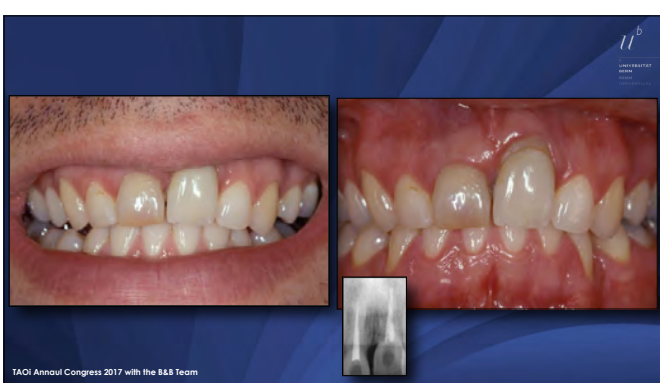 u
b
UNIVERSITÄT
BERN
TAOi Annaul Congress 2017 with the B&B Team